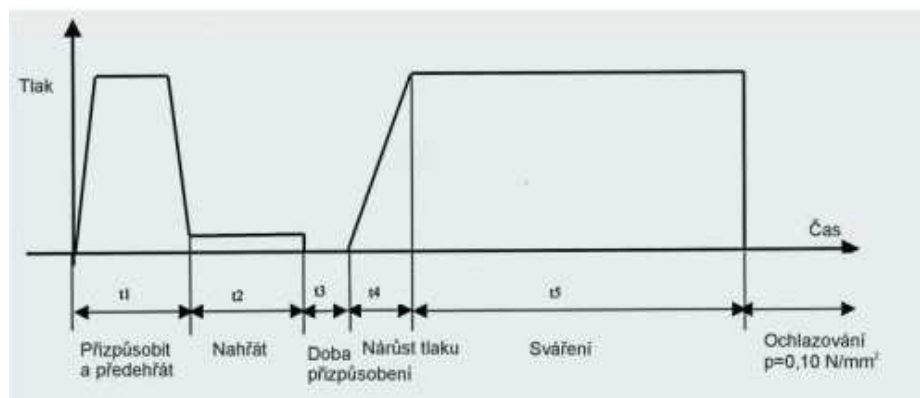 Tlak
Čas
t1
t2
t3
t4
t5
Přizpůsobit
a předehřát
Nahřát
Doba
přizpůsobení
Nárůst tlaku
Sváření
Ochlazování
p=0,10 N/mm²